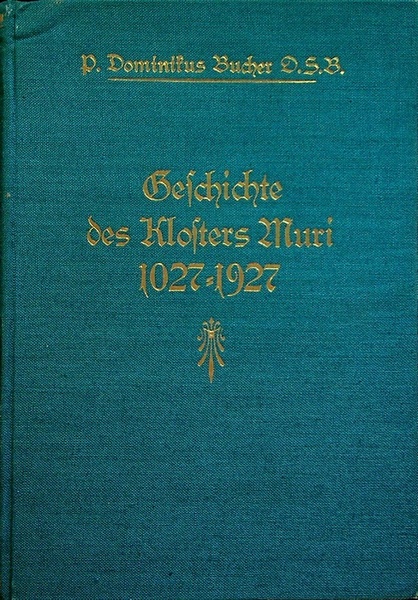 P. Dominikus Bucher O.S.B.
Geſchichte
des Kloſters Muri
1027=1927